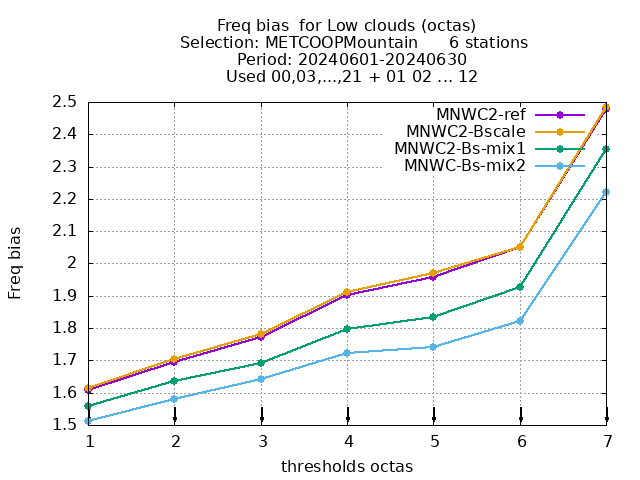 Freq bias  for Low clouds (octas)
Selection: METCOOPMountain      6 stations
Period: 20240601-20240630
Used 00,03,...,21 + 01 02 ... 12
MNWC2-ref
MNWC2-Bscale
MNWC2-Bs-mix1
MNWC-Bs-mix2
2.5
2.4
2.3
2.2
2.1
2
1.9
1.8
1.7
1.6
1.5
Freq bias
1 2 3 4 5 6 7
thresholds octas